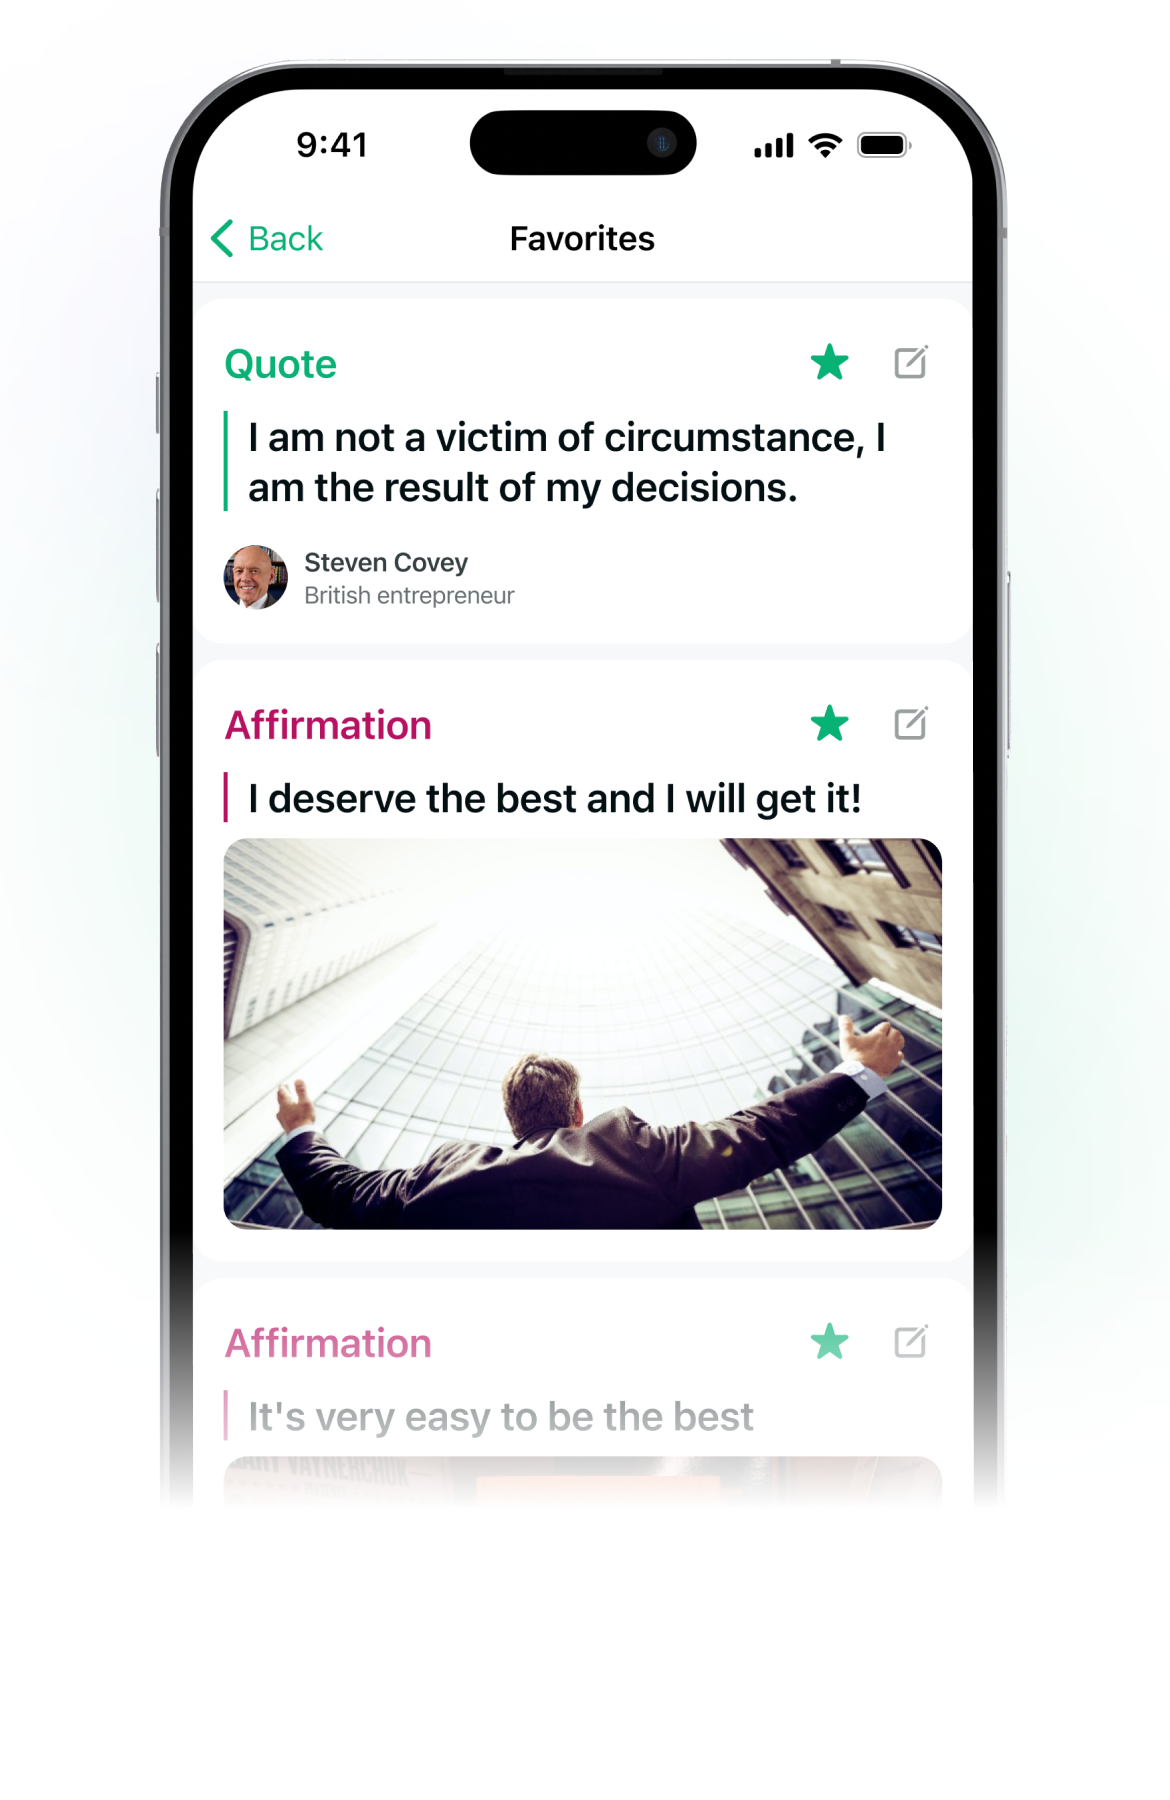 9:41
Back
Favorites
Quote
I am not a victim of circumstance, I
am the result of my decisions.
Steven Covey
British entrepreneur
Affirmation
I deserve the best and I will get it!
Affirmation
It's very easy to be the best
VAYNERCHUK